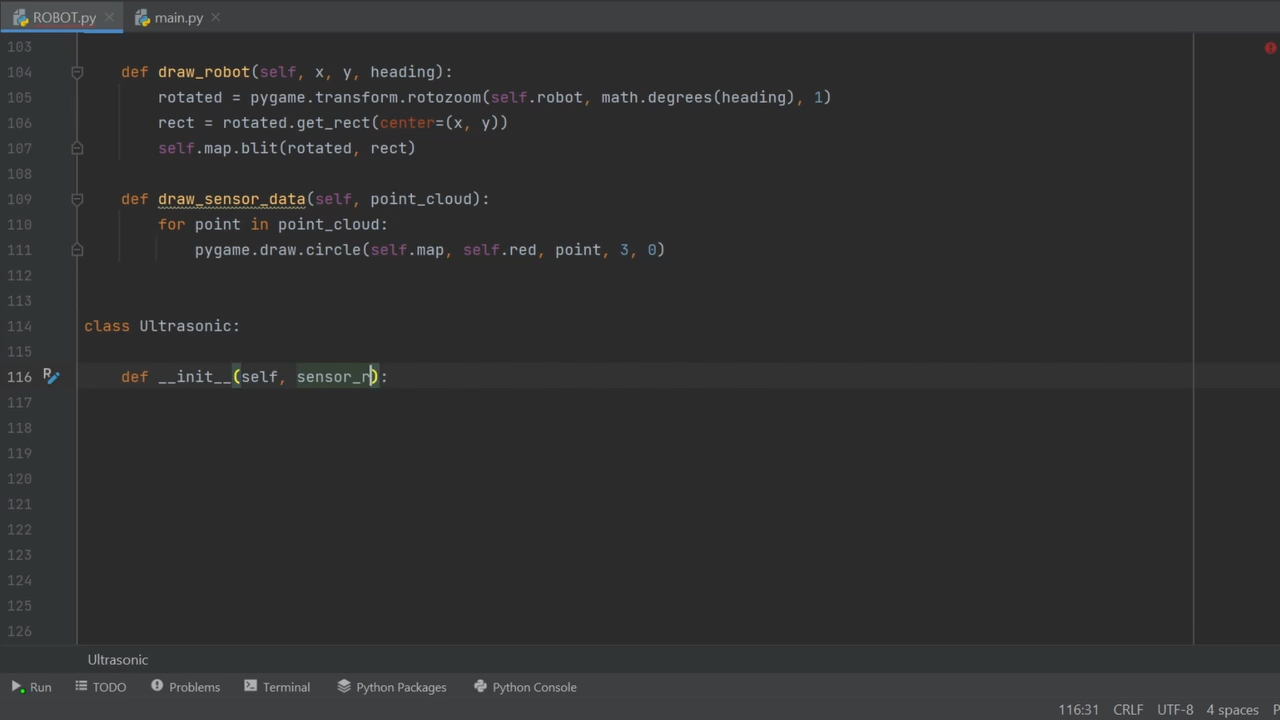 ROBOT.py main.py
103
104 def draw_robot(self, x, y, heading):
105 rotated = pygame.transform.rotozoom(self.robot, math.degrees(heading), 1)
106 rect = rotated.get_rect(center=(x, y))
107 self.map.blit(rotated, rect)
108
109 def draw_sensor_data(self, point_cloud):
110 for point in point_cloud:
111 pygame.draw.circle(self.map, self.red, point, 3, 0)
112
113
114 class Ultrasonic:
115
116 def __init__(self, sensor_r):
117
118
119
120
121
122
123
124
125
126
Ultrasonic
Run TODO Problems Terminal Python Packages Python Console
116:31 CRLF UTF-8 4 spaces P